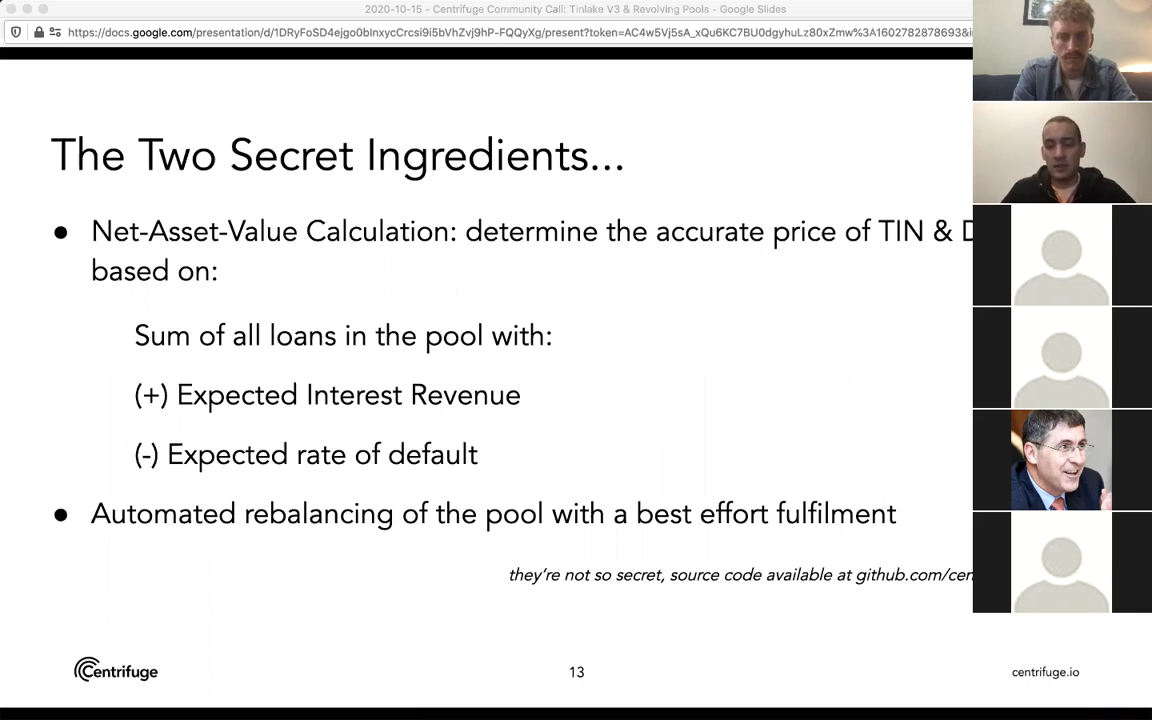 2020-10-15 - Centrifuge Community Call: Tinlake V3 & Revolving Pools - Google Slides
https://docs.google.com/presentation/d/1DRyFoSD4ejgo0bInxycCrcsi9i5bVhZvj9hP-FQQyXg/present?token=AC4w5Vj5sA_xQu6KC7BU0dgyhuLz80xZmw%3A1602782878693&i
The Two Secret Ingredients...
● Net-Asset-Value Calculation: determine the accurate price of TIN & D
based on:
Sum of all loans in the pool with:
(+) Expected Interest Revenue
(-) Expected rate of default
● Automated rebalancing of the pool with a best effort fulfilment
they're not so secret, source code available at github.com/cen
Centrifuge
13
centrifuge.io